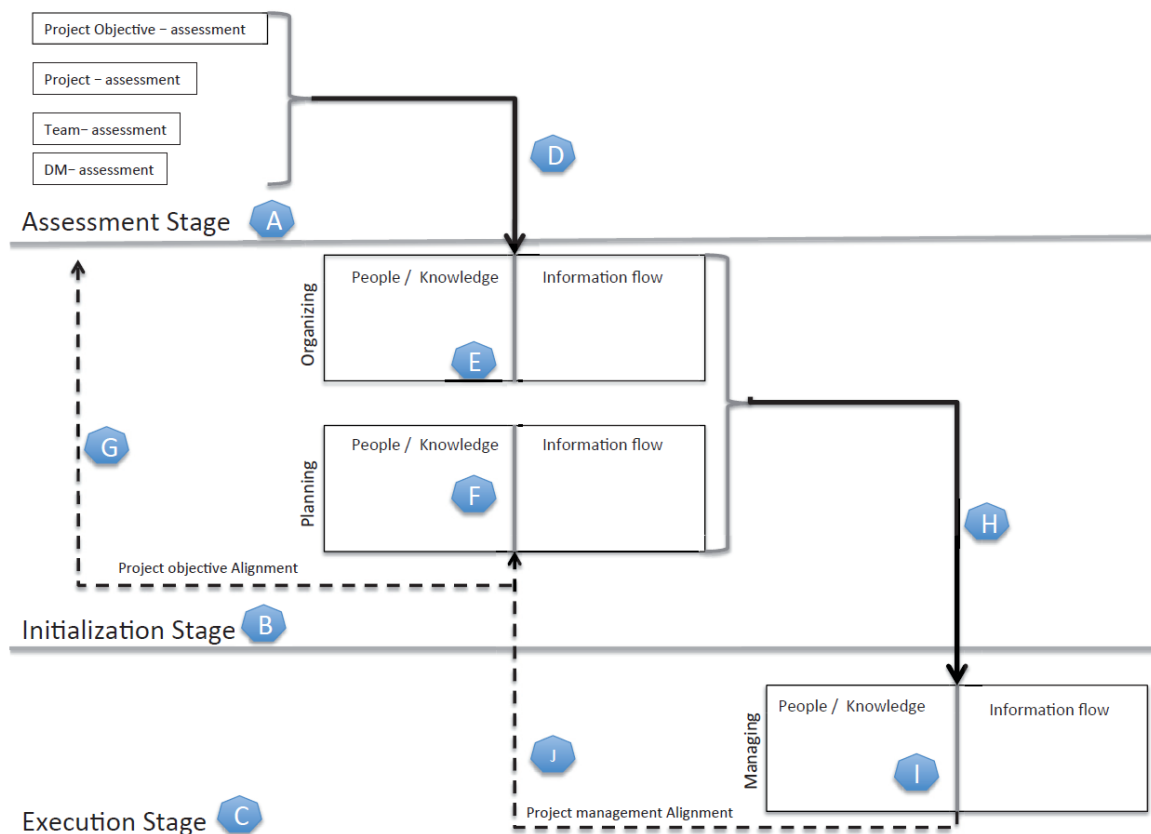 Project Objective – assessment
Project – assessment
Team– assessment
DM– assessment
D
Assessment Stage
A
Organizing
People / Knowledge
Information flow
E
G
Planning
People / Knowledge
Information flow
F
H
Project objective Alignment
Initialization Stage
B
Managing
People / Knowledge
Information flow
J
I
Project management Alignment
Execution Stage
C